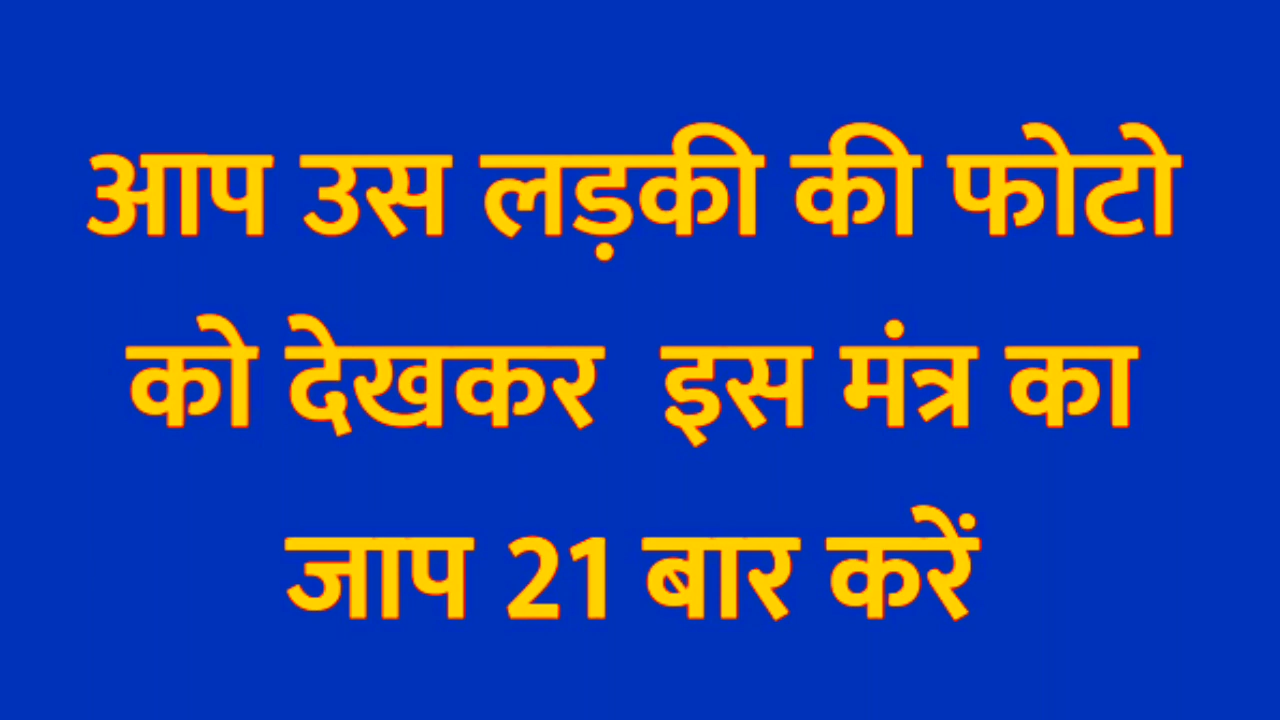 आप उस लड़की की फोटो
को देखकर इस मंत्र का
जाप 21 बार करें